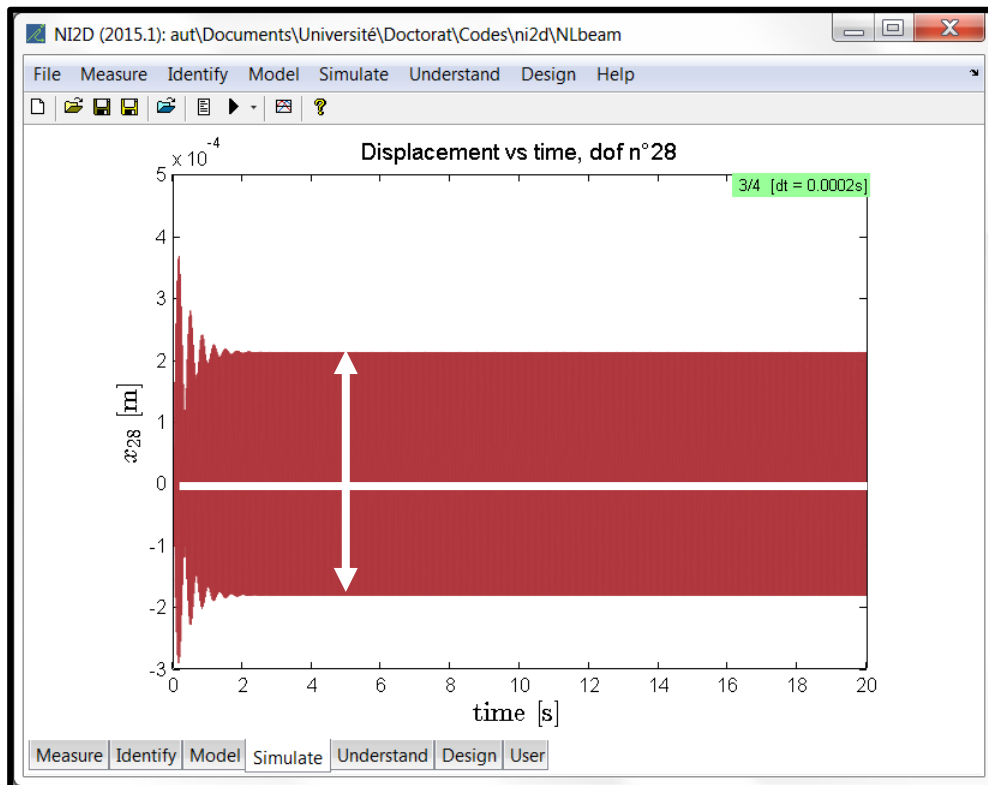 NI2D (2015.1): aut\Documents\Université\Doctorat\Codes\ni2d\NLbeam
File Measure Identify Model Simulate Understand Design Help
Displacement vs time, dof n°28
x 10^-4
3/4 [dt = 0.0002s]
5
4
3
2
1
0
-1
-2
-3
x_28 [m]
0 2 4 6 8 10 12 14 16 18 20
time [s]
Measure Identify Model Simulate Understand Design User